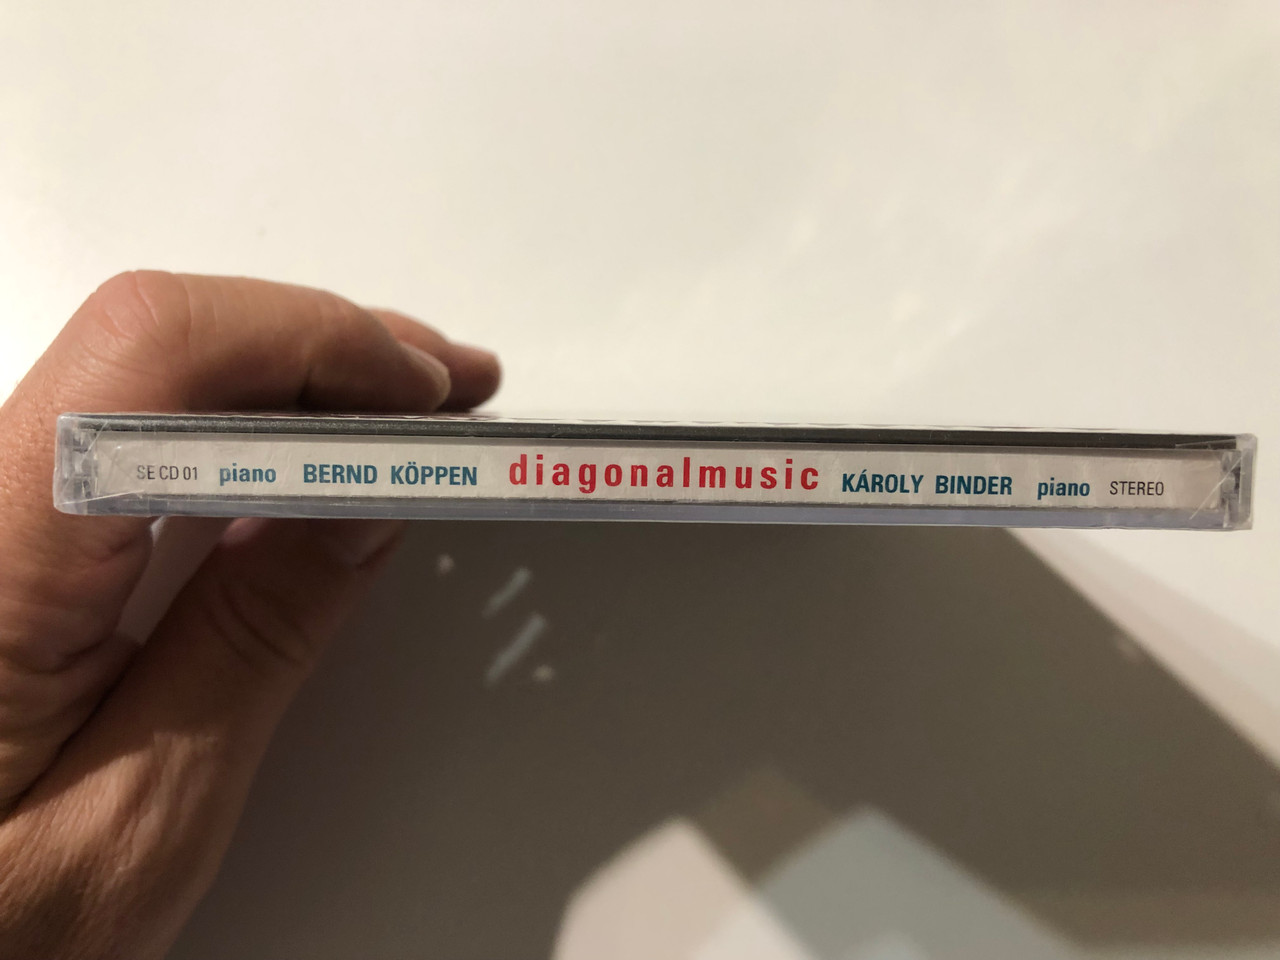 SE CD 01 piano BERND KÖPPEN diagonalmusic KÁROLY BINDER piano STEREO